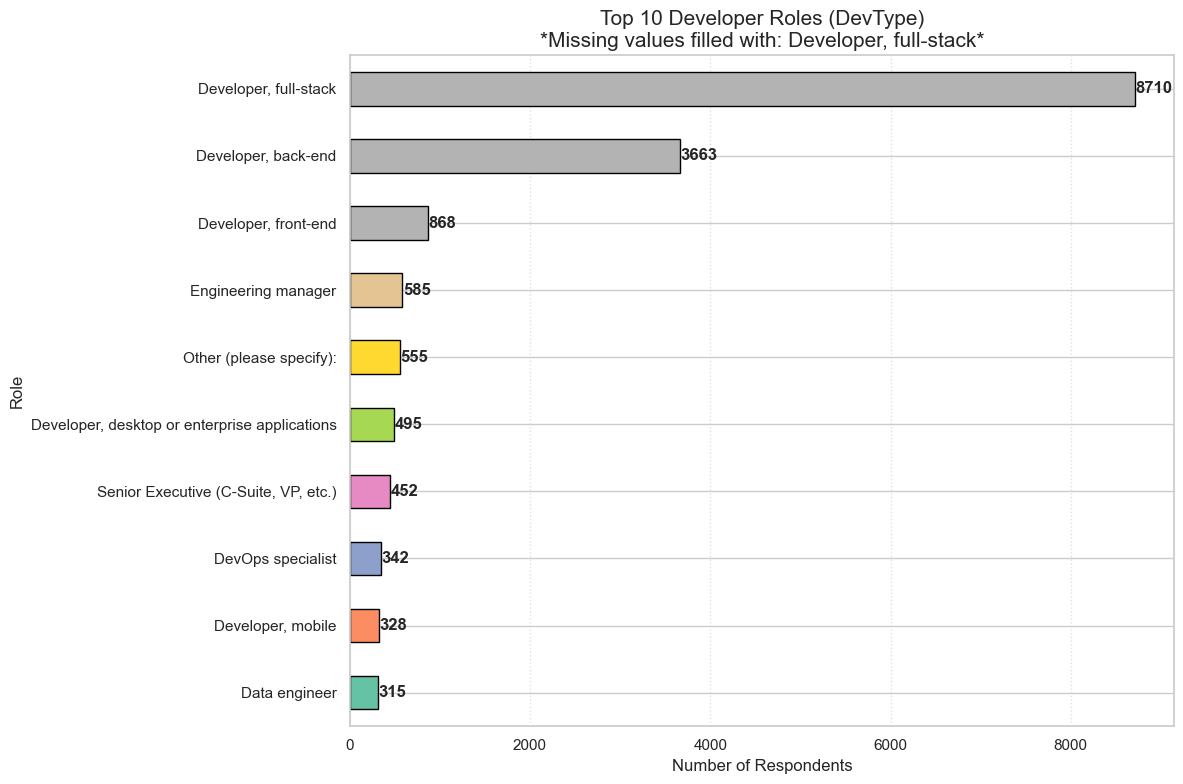 Top 10 Developer Roles (DevType)
*Missing values filled with: Developer, full-stack*
Developer, full-stack 8710
Developer, back-end 3663
Developer, front-end 868
Engineering manager 585
Other (please specify): 555
Developer, desktop or enterprise applications 495
Senior Executive (C-Suite, VP, etc.) 452
DevOps specialist 342
Developer, mobile 328
Data engineer 315
Role
0 2000 4000 6000 8000
Number of Respondents